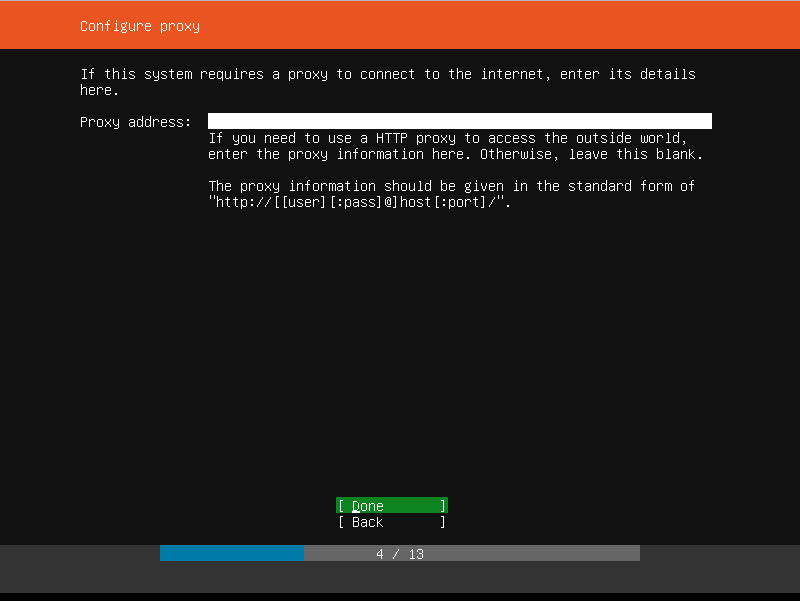 Configure proxy
If this system requires a proxy to connect to the internet, enter its details
here.
Proxy address:
If you need to use a HTTP proxy to access the outside world,
enter the proxy information here. Otherwise, leave this blank.
The proxy information should be given in the standard form of
"http://[[user][:pass]@]host[:port]/".
[ Done ]
[ Back ]
4 / 13